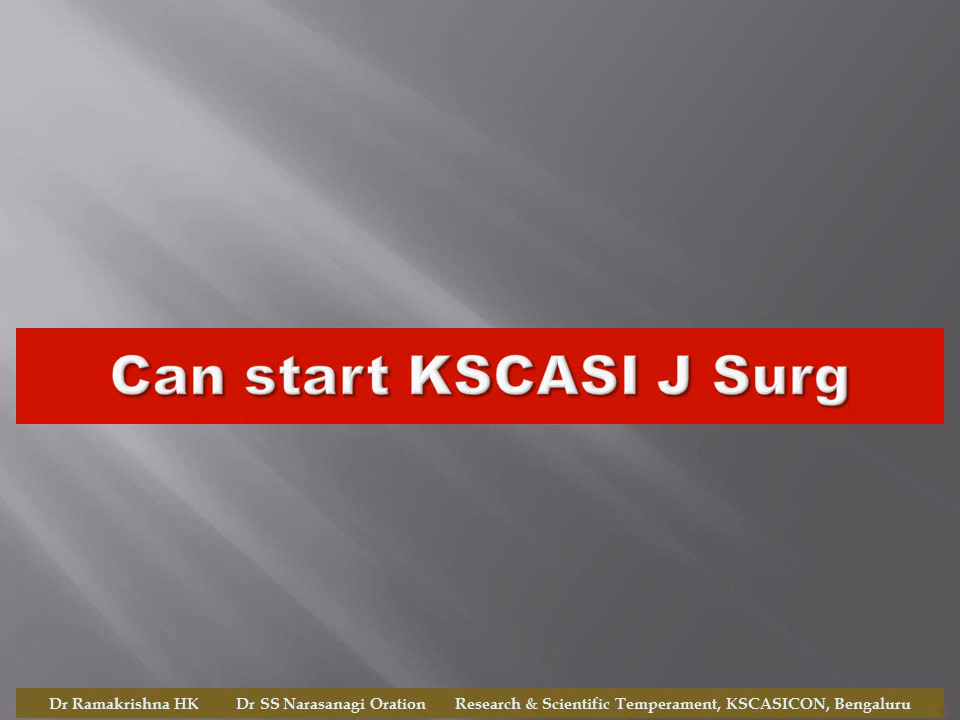 Can start KSCASI J Surg
Dr Ramakrishna HK Dr SS Narasanagi Oration Research & Scientific Temperament, KSCASICON, Bengaluru